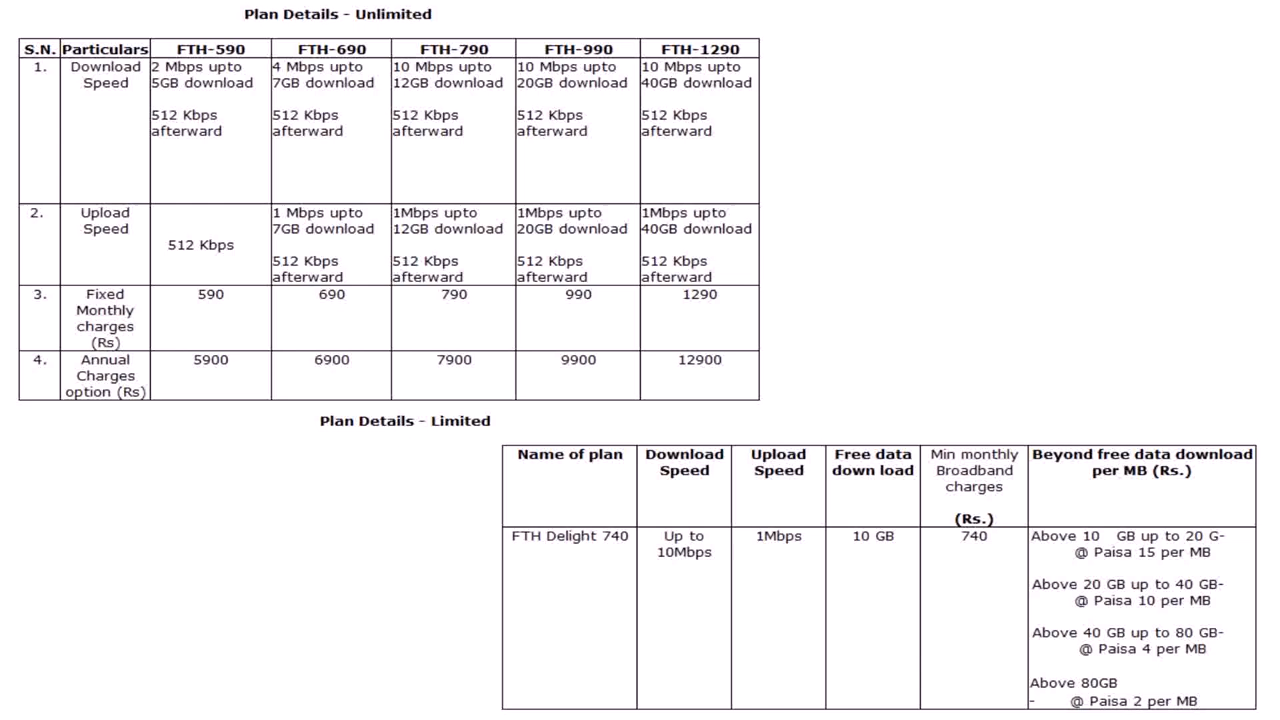 Plan Details - Unlimited
S.N. Particulars FTH-590 FTH-690 FTH-790 FTH-990 FTH-1290
1. Download 2 Mbps upto 4 Mbps upto 10 Mbps upto 10 Mbps upto 10 Mbps upto
Speed 5GB download 7GB download 12GB download 20GB download 40GB download
512 Kbps 512 Kbps 512 Kbps 512 Kbps 512 Kbps
afterward afterward afterward afterward afterward
2. Upload 1 Mbps upto 1Mbps upto 1Mbps upto 1Mbps upto
Speed 7GB download 12GB download 20GB download 40GB download
512 Kbps
512 Kbps 512 Kbps 512 Kbps 512 Kbps
afterward afterward afterward afterward
3. Fixed 590 690 790 990 1290
Monthly
charges
(Rs)
4. Annual 5900 6900 7900 9900 12900
Charges
option (Rs)
Plan Details - Limited
Name of plan Download Upload Free data Min monthly Beyond free data download
Speed Speed down load Broadband per MB (Rs.)
charges
(Rs.)
FTH Delight 740 Up to 1Mbps 10 GB 740 Above 10 GB up to 20 G-
10Mbps @ Paisa 15 per MB
Above 20 GB up to 40 GB-
@ Paisa 10 per MB
Above 40 GB up to 80 GB-
@ Paisa 4 per MB
Above 80GB
- @ Paisa 2 per MB